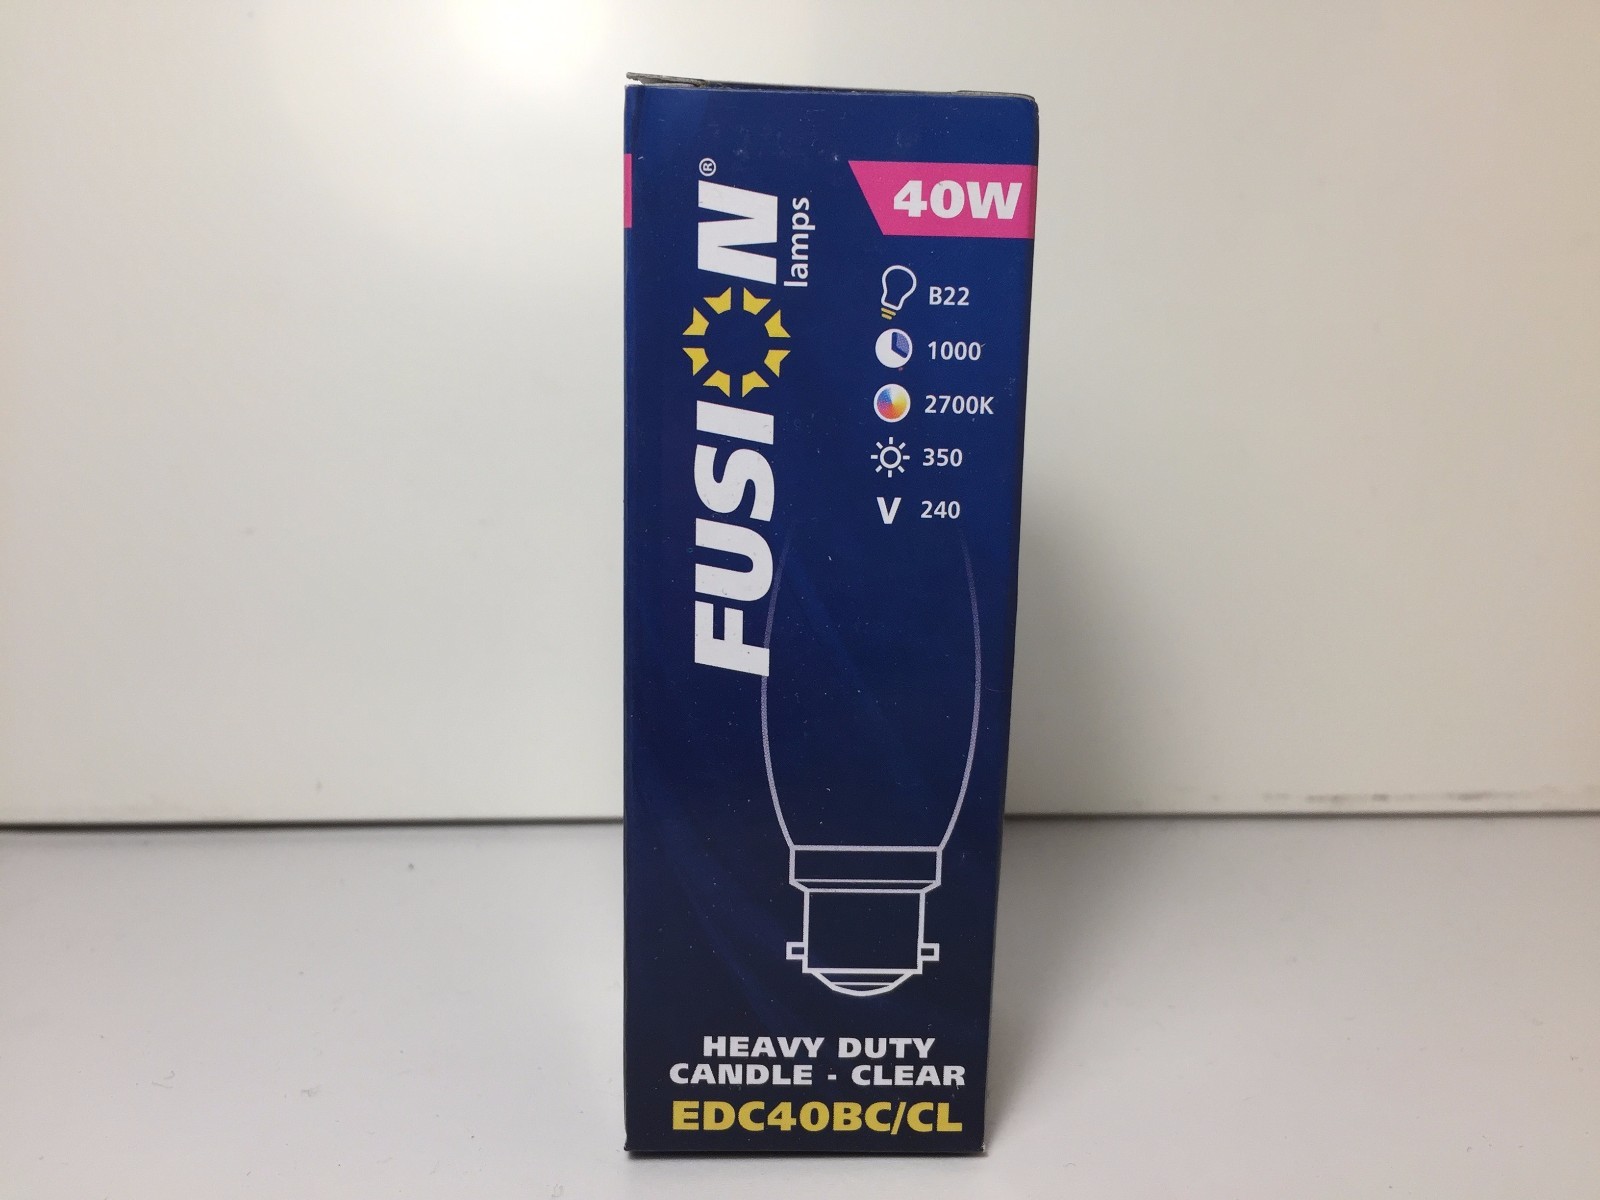 FUSION®
lamps
40W
B22
1000
2700K
350
V 240
HEAVY DUTY
CANDLE - CLEAR
EDC40BC/CL